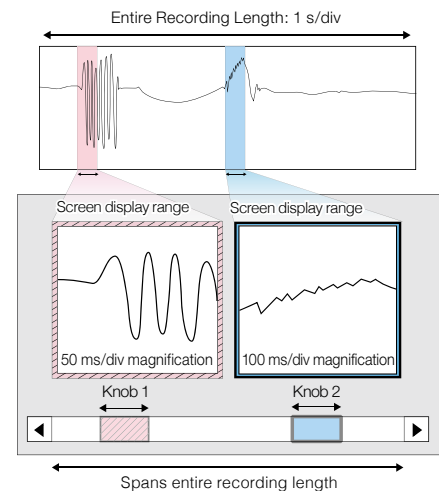 Entire Recording Length: 1 s/div
Screen display range
Screen display range
50 ms/div magnification
100 ms/div magnification
Knob 1
Knob 2
Spans entire recording length